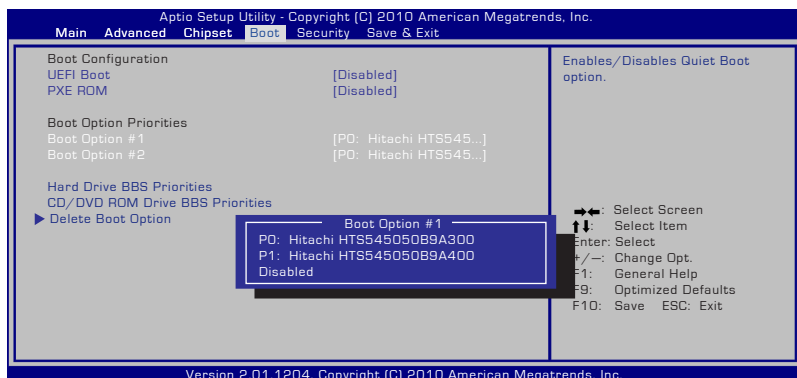 Aptio Setup Utility - Copyright (C) 2010 American Megatrends, Inc.
Main Advanced Chipset Boot Security Save & Exit
Boot Configuration
UEFI Boot [Disabled]
PXE ROM [Disabled]
Boot Option Priorities
Boot Option #1 [P0: Hitachi HTS545...]
Boot Option #2 [P0: Hitachi HTS545...]
Hard Drive BBS Priorities
CD/DVD ROM Drive BBS Priorities
Delete Boot Option
Boot Option #1
P0: Hitachi HTS545050B9A300
P1: Hitachi HTS545050B9A400
Disabled
Enables/Disables Quiet Boot
option.
→←: Select Screen
↑↓: Select Item
Enter: Select
+/—: Change Opt.
F1: General Help
F9: Optimized Defaults
F10: Save ESC: Exit
Version 2.01.1204. Copyright (C) 2010 American Megatrends, Inc.